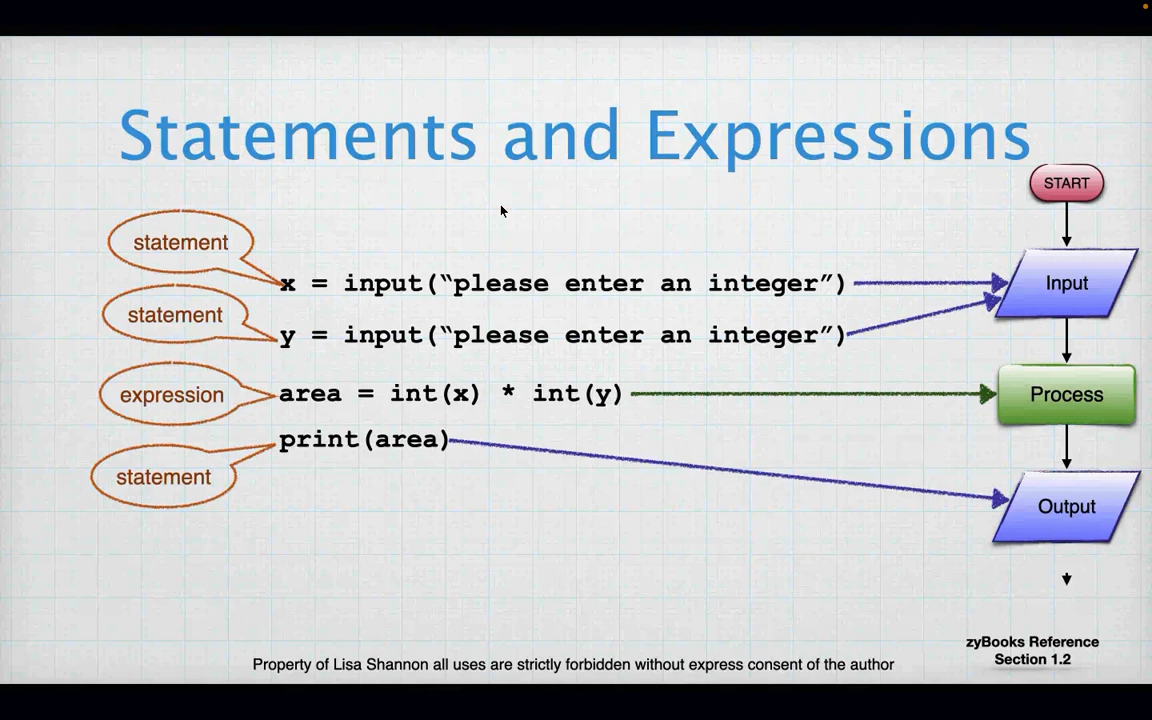 Statements and Expressions
START
statement
x = input(“please enter an integer”)
Input
statement
y = input(“please enter an integer”)
expression
area = int(x) * int(y)
Process
print(area)
statement
Output
zyBooks Reference
Section 1.2
Property of Lisa Shannon all uses are strictly forbidden without express consent of the author